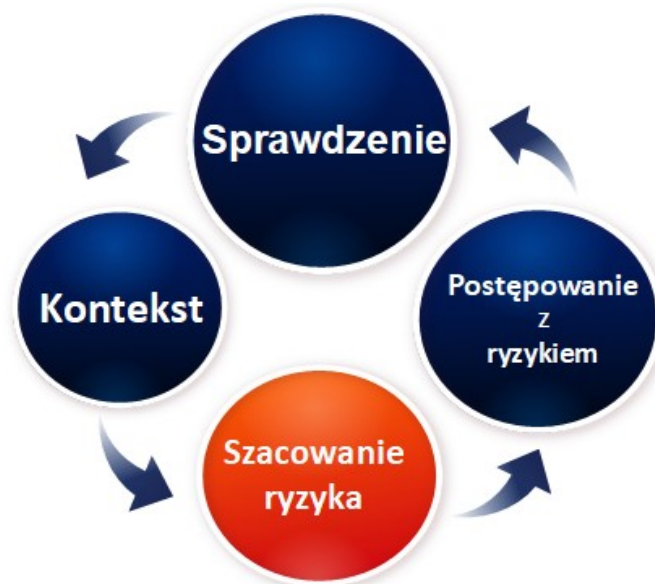 Sprawdzenie
Kontekst
Postępowanie
z
ryzykiem
Szacowanie
ryzyka